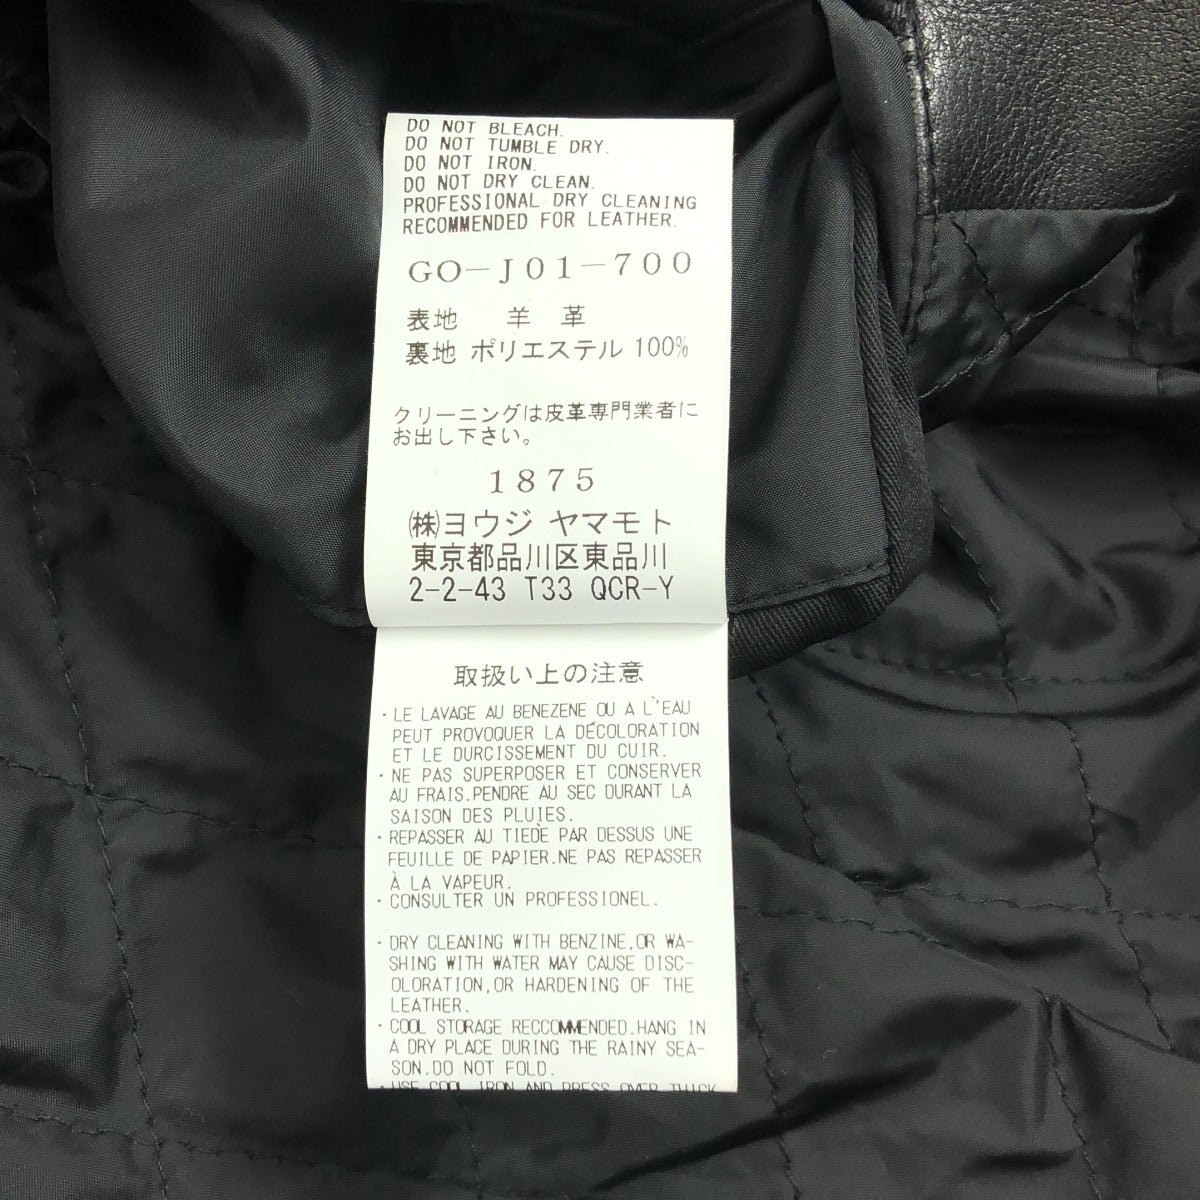 DO NOT BLEACH.
DO NOT TUMBLE DRY.
DO NOT IRON.
DO NOT DRY CLEAN.
PROFESSIONAL DRY CLEANING
RECOMMENDED FOR LEATHER.
GO-J01-700
表地 羊 革
裏地 ポリエステル 100%
クリーニングは皮革専門業者に
お出し下さい。
1875
㈱ヨウジ ヤマモト
東京都品川区東品川
2-2-43 T33 QCR-Y
取扱い上の注意
・LE LAVAGE AU BENEZENE OU A L'EAU
PEUT PROVOQUER LA DÉCOLORATION
ET LE DURCISSEMENT DU CUIR.
・NE PAS SUPERPOSER ET CONSERVER
AU FRAIS.PENDRE AU SEC DURANT LA
SAISON DES PLUIES.
・REPASSER AU TIEDE PAR DESSUS UNE
FEUILLE DE PAPIER.NE PAS REPASSER
À LA VAPEUR.
・CONSULTER UN PROFESSIONEL.
・DRY CLEANING WITH BENZINE,OR WA-
SHING WITH WATER MAY CAUSE DISC-
OLORATION,OR HARDENING OF THE
LEATHER.
・COOL STORAGE RECCOMMENDED.HANG IN
A DRY PLACE DURING THE RAINY SEA-
SON.DO NOT FOLD.
・USE COOL IRON AND PRESS OVER THICK